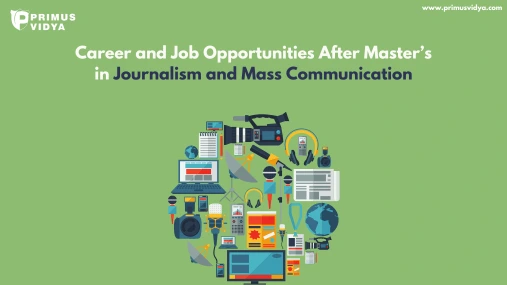 PRIMUS
VIDYA
www.primusvidya.com
Career and Job Opportunities After Master's
in Journalism and Mass Communication